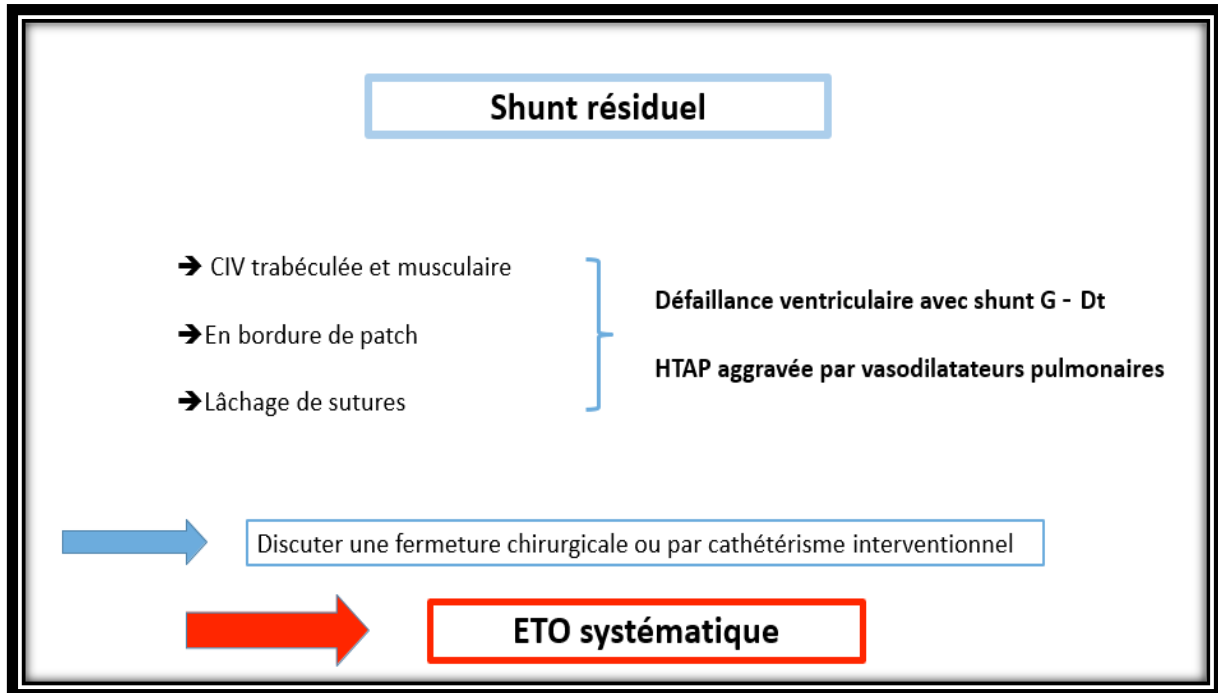 Shunt résiduel
➔ CIV trabéculée et musculaire
➔En bordure de patch
➔Lâchage de sutures
Défaillance ventriculaire avec shunt G - Dt
HTAP aggravée par vasodilatateurs pulmonaires
Discuter une fermeture chirurgicale ou par cathétérisme interventionnel
ETO systématique